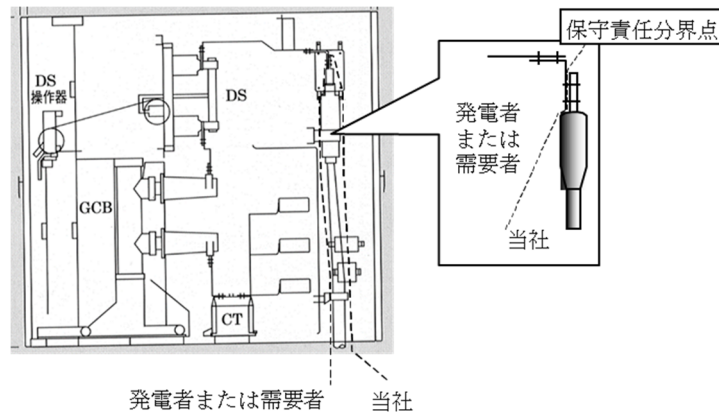 保守責任分界点
DS
操作器
DS
発電者
または
需要者
GCB
当社
CT
発電者または需要者
当社